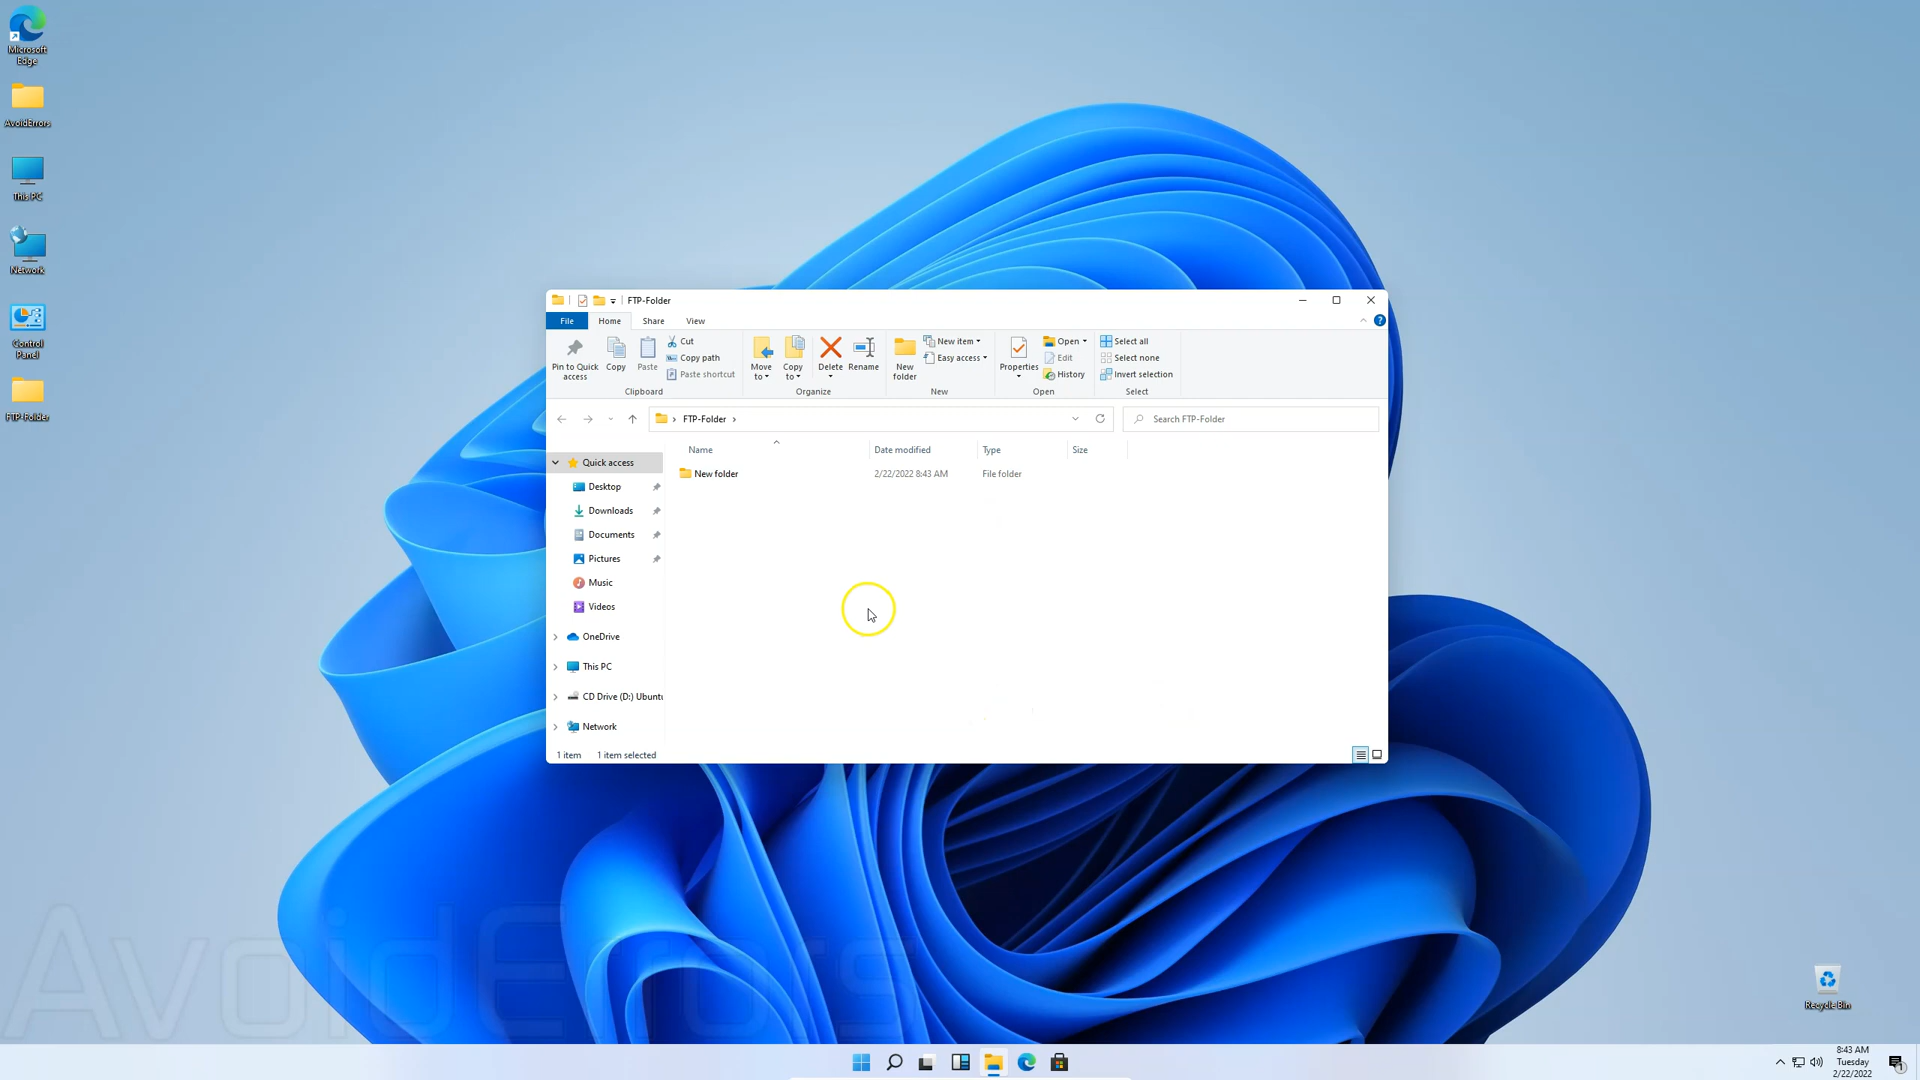 Microsoft
Edge
AvoidErrors
This PC
Network
Control
Panel
FTP-Folder
FTP-Folder
File
Home
Share
View
Pin to Quick
access
Copy
Paste
Cut
Copy path
Paste shortcut
Clipboard
Move
to
Copy
to
Delete
Rename
Organize
New
folder
New item
Easy access
New
Properties
Open
Edit
History
Open
Select all
Select none
Invert selection
Select
FTP-Folder
Search FTP-Folder
Name
Date modified
Type
Size
New folder
2/22/2022 8:43 AM
File folder
Quick access
Desktop
Downloads
Documents
Pictures
Music
Videos
OneDrive
This PC
CD Drive (D:) Ubuntu
Network
1 item
1 item selected
AvoidErrors
Recycle Bin
8:43 AM
Tuesday
2/22/2022
1